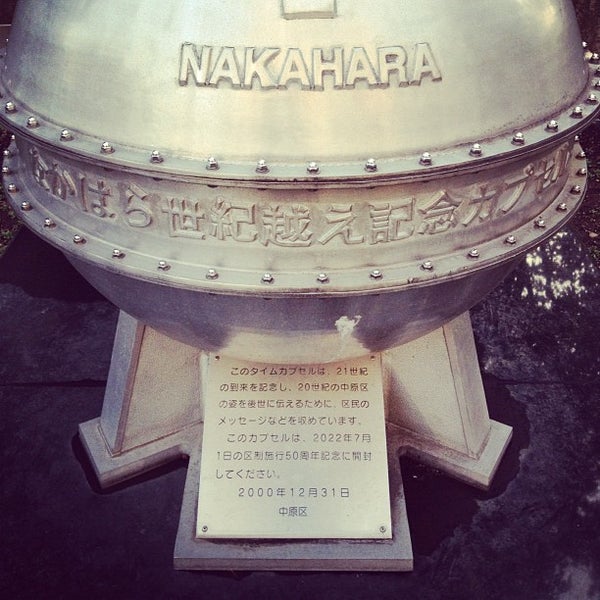 NAKAHARA
なかはら世紀越え記念カプセル
このタイムカプセルは、21世紀
の到来を記念し、20世紀の中原区
の姿を後世に伝えるために、区民の
メッセージなどを収めています。
このカプセルは、2022年7月
1日の区制施行50周年記念に開封
してください。
2000年12月31日
中原区